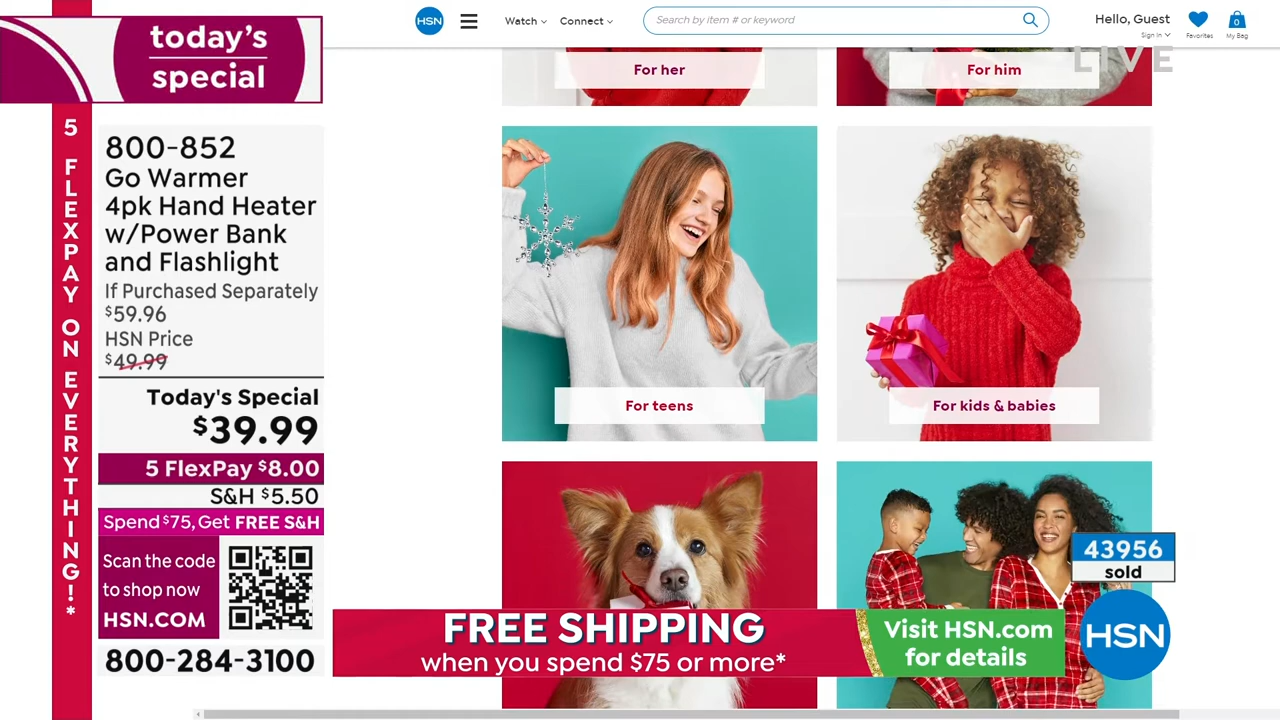 today's
special
5 FLEXPAY ON EVERYTHING!*
800-852
Go Warmer
4pk Hand Heater
w/Power Bank
and Flashlight
If Purchased Separately
$59.96
HSN Price
$49.99
Today's Special
$39.99
5 FlexPay $8.00
S&H $5.50
Spend $75, Get FREE S&H
Scan the code
to shop now
HSN.COM
800-284-3100
HSN
Watch
Connect
Search by item # or keyword
Hello, Guest
Sign in
Favorites
0
My Bag
LIVE
For her
For him
For teens
For kids & babies
43956
sold
FREE SHIPPING
when you spend $75 or more*
Visit HSN.com
for details
HSN